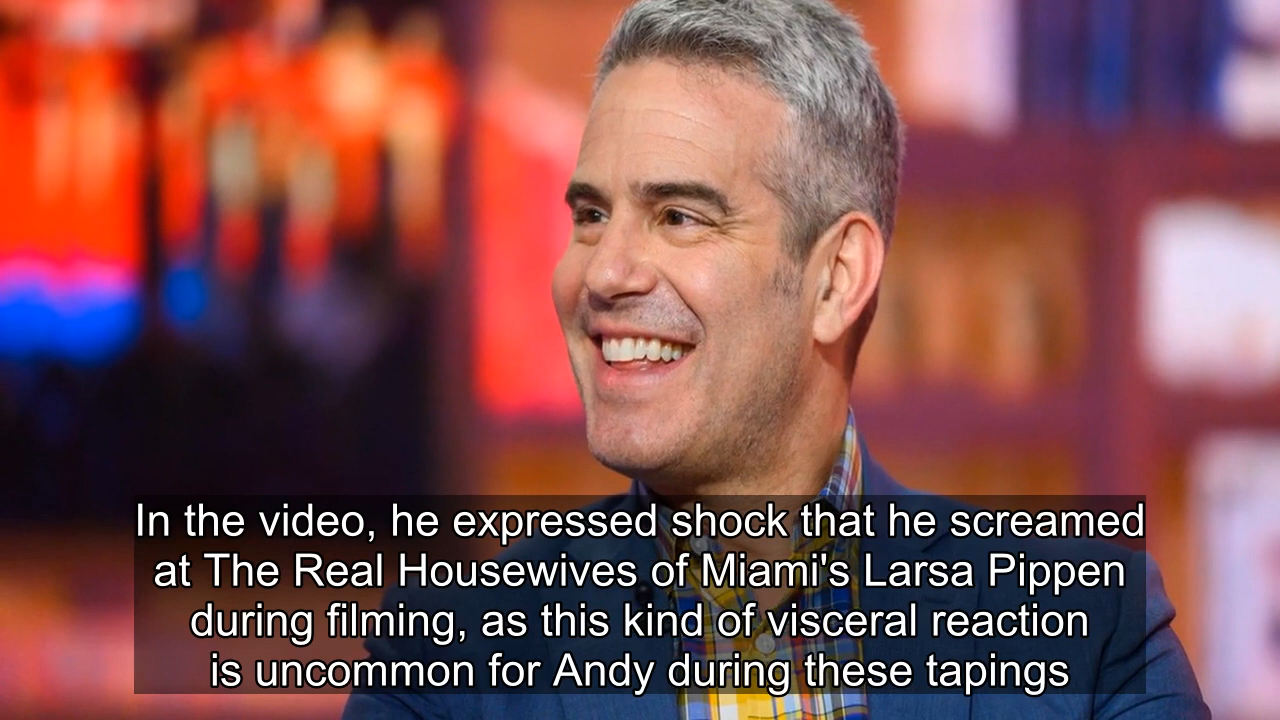 In the video, he expressed shock that he screamed
at The Real Housewives of Miami's Larsa Pippen
during filming, as this kind of visceral reaction
is uncommon for Andy during these tapings